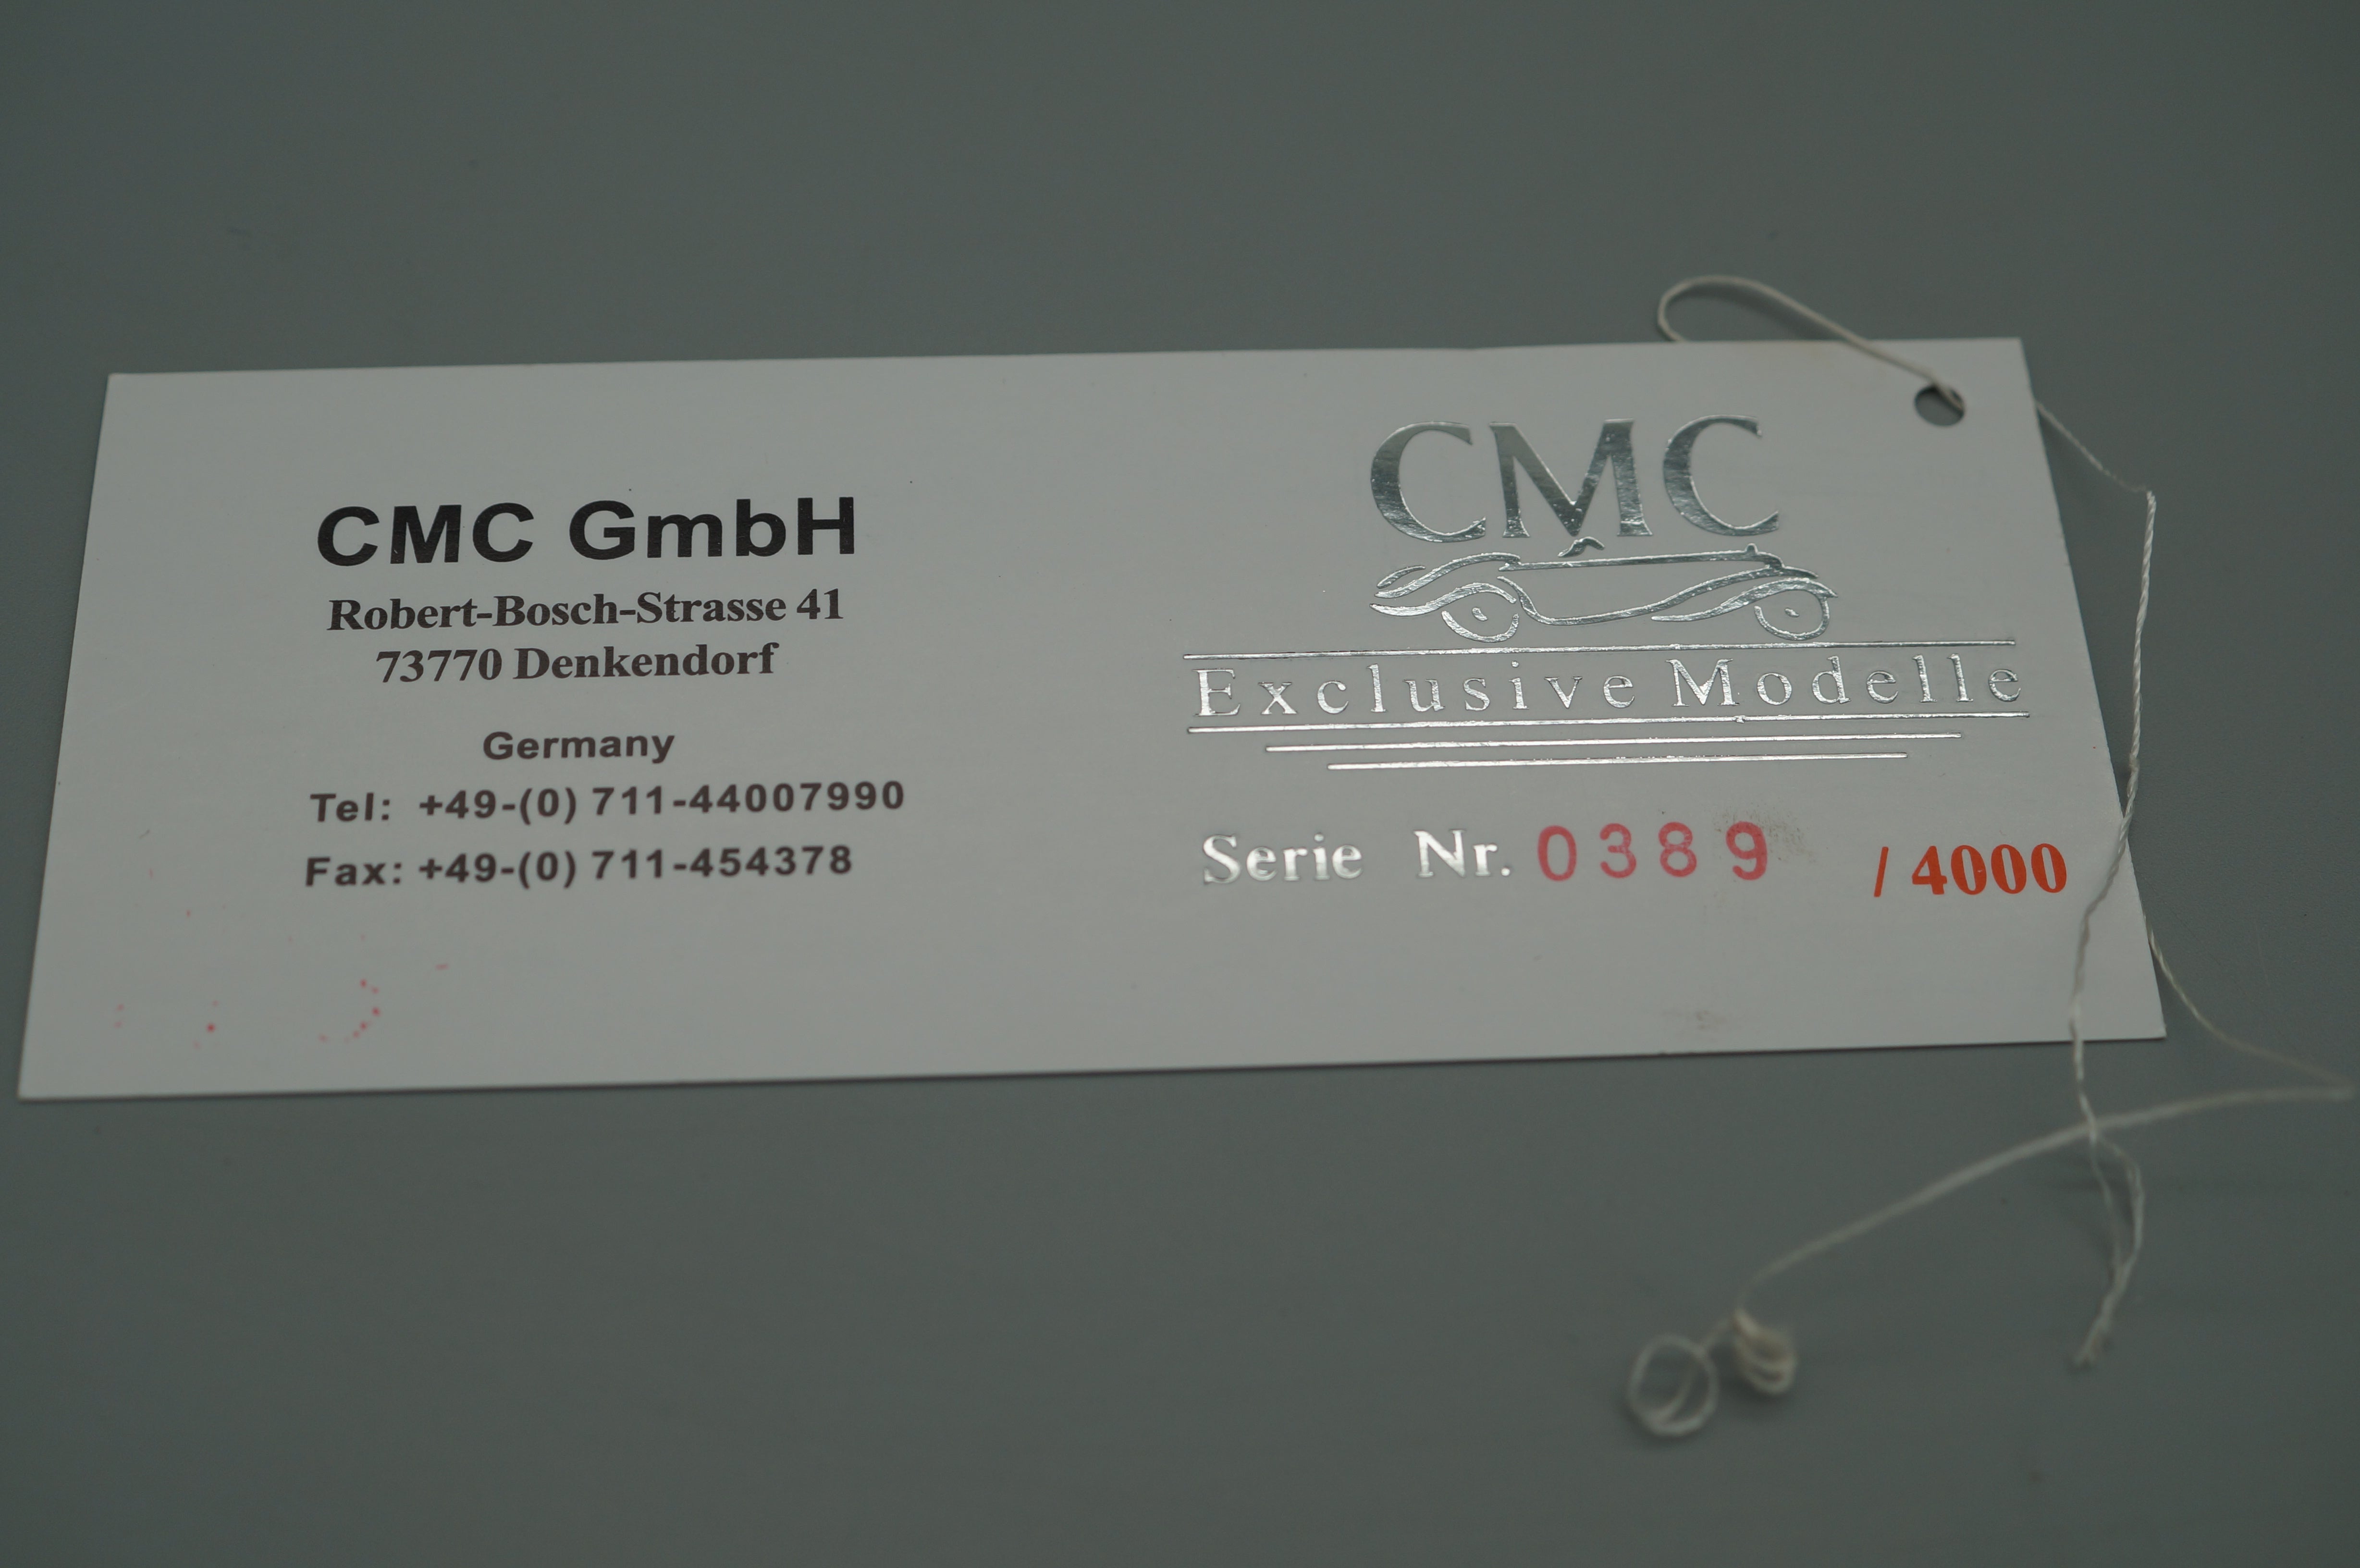 CMC GmbH
Robert-Bosch-Strasse 41
73770 Denkendorf
Germany
Tel: +49-(0) 711-44007990
Fax: +49-(0) 711-454378
CMC
Exclusive Modelle
Serie Nr. 0389 / 4000